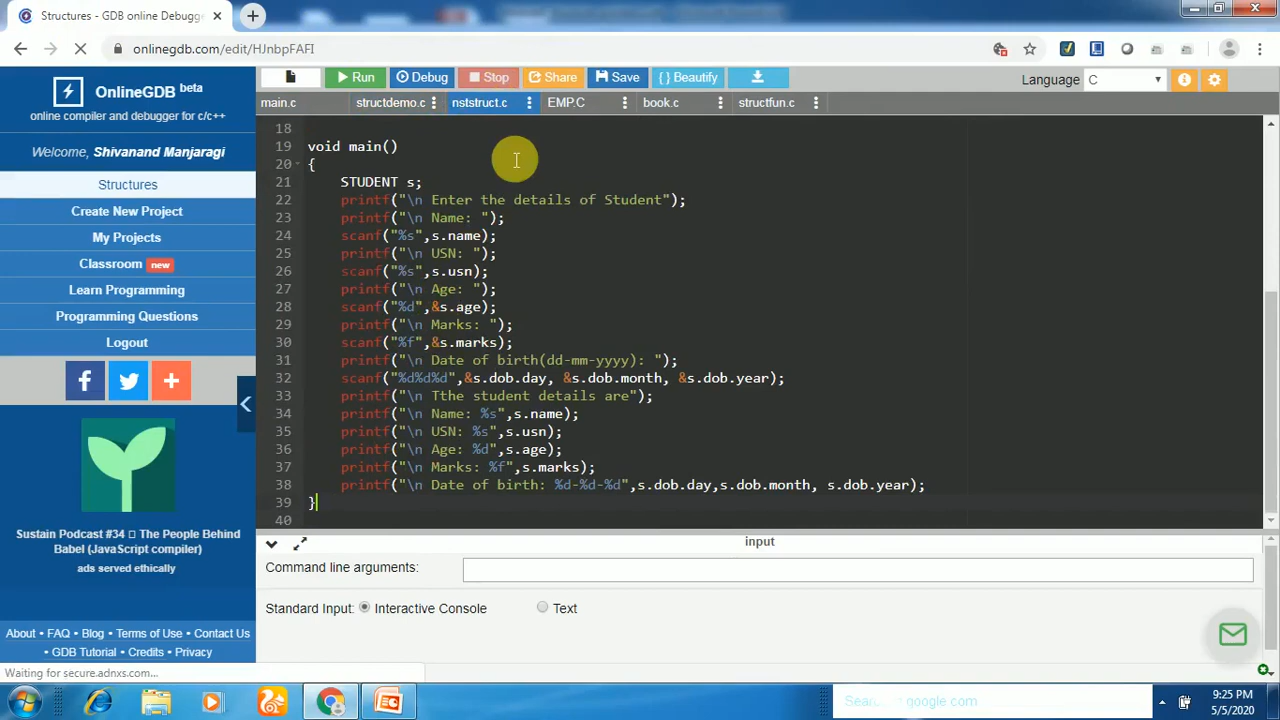 Structures - GDB online Debugge
onlinegdb.com/edit/HJnbpFAFI
OnlineGDB beta
online compiler and debugger for c/c++
Welcome, Shivanand Manjaragi
Structures
Create New Project
My Projects
Classroom new
Learn Programming
Programming Questions
Logout
Sustain Podcast #34 The People Behind
Babel (JavaScript compiler)
ads served ethically
About • FAQ • Blog • Terms of Use • Contact Us
• GDB Tutorial • Credits • Privacy
Waiting for secure.adnxs.com...
Run Debug Stop Share Save { } Beautify Language C
main.c structdemo.c nststruct.c EMP.C book.c structfun.c
18
19 void main()
20 {
21 STUDENT s;
22 printf("\n Enter the details of Student");
23 printf("\n Name: ");
24 scanf("%s",s.name);
25 printf("\n USN: ");
26 scanf("%s",s.usn);
27 printf("\n Age: ");
28 scanf("%d",&s.age);
29 printf("\n Marks: ");
30 scanf("%f",&s.marks);
31 printf("\n Date of birth(dd-mm-yyyy): ");
32 scanf("%d%d%d",&s.dob.day, &s.dob.month, &s.dob.year);
33 printf("\n Tthe student details are");
34 printf("\n Name: %s",s.name);
35 printf("\n USN: %s",s.usn);
36 printf("\n Age: %d",s.age);
37 printf("\n Marks: %f",s.marks);
38 printf("\n Date of birth: %d-%d-%d",s.dob.day,s.dob.month, s.dob.year);
39 }
40
input
Command line arguments:
Standard Input: Interactive Console Text
google.com
9:25 PM
5/5/2020